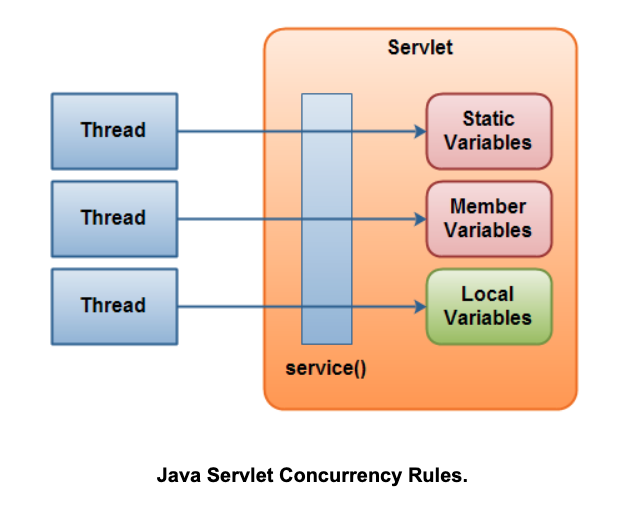 Servlet
Thread
Static
Variables
Thread
Member
Variables
Thread
Local
Variables
service()
Java Servlet Concurrency Rules.